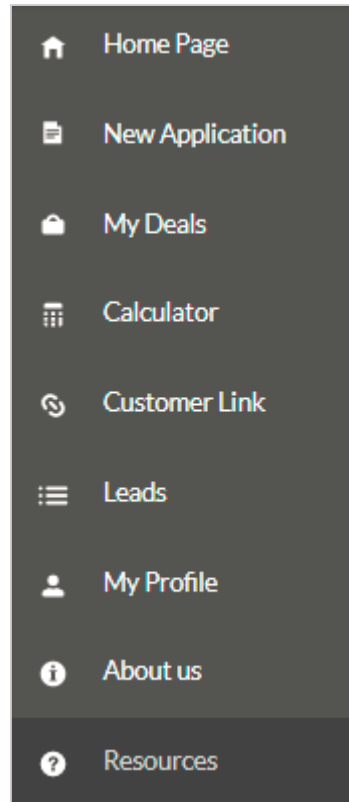 Home Page
New Application
My Deals
Calculator
Customer Link
Leads
My Profile
About us
Resources